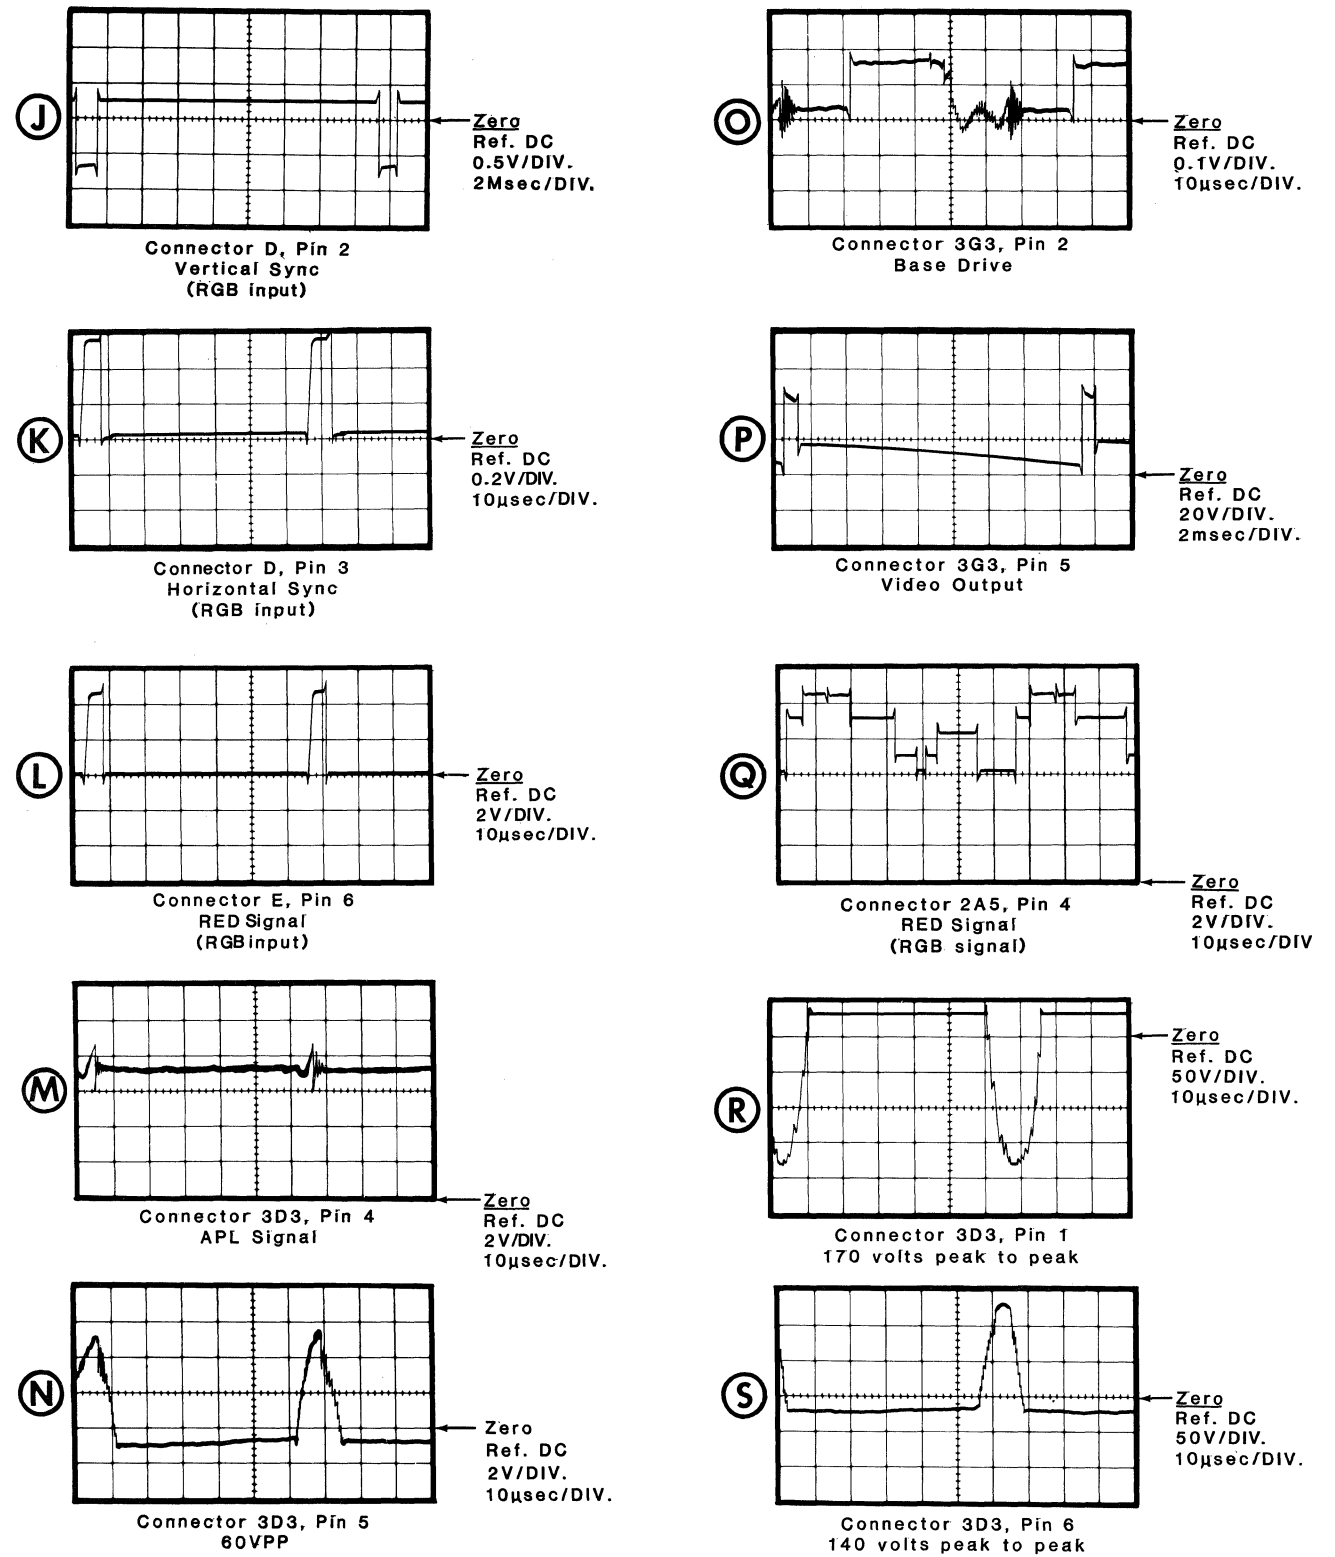 J
Zero
Ref. DC
0.5V/DIV.
2Msec/DIV.
Connector D, Pin 2
Vertical Sync
(RGB input)
K
Zero
Ref. DC
0.2V/DIV.
10µsec/DIV.
Connector D, Pin 3
Horizontal Sync
(RGB input)
L
Zero
Ref. DC
2V/DIV.
10µsec/DIV.
Connector E, Pin 6
RED Signal
(RGB input)
M
Zero
Ref. DC
2V/DIV.
10µsec/DIV.
Connector 3D3, Pin 4
APL Signal
N
Zero
Ref. DC
2V/DIV.
10µsec/DIV.
Connector 3D3, Pin 5
60VPP
O
Zero
Ref. DC
0.1V/DIV.
10µsec/DIV.
Connector 3G3, Pin 2
Base Drive
P
Zero
Ref. DC
20V/DIV.
2msec/DIV.
Connector 3G3, Pin 5
Video Output
Q
Zero
Ref. DC
2V/DIV.
10µsec/DIV
Connector 2A5, Pin 4
RED Signal
(RGB signal)
R
Zero
Ref. DC
50V/DIV.
10µsec/DIV.
Connector 3D3, Pin 1
170 volts peak to peak
S
Zero
Ref. DC
50V/DIV.
10µsec/DIV.
Connector 3D3, Pin 6
140 volts peak to peak